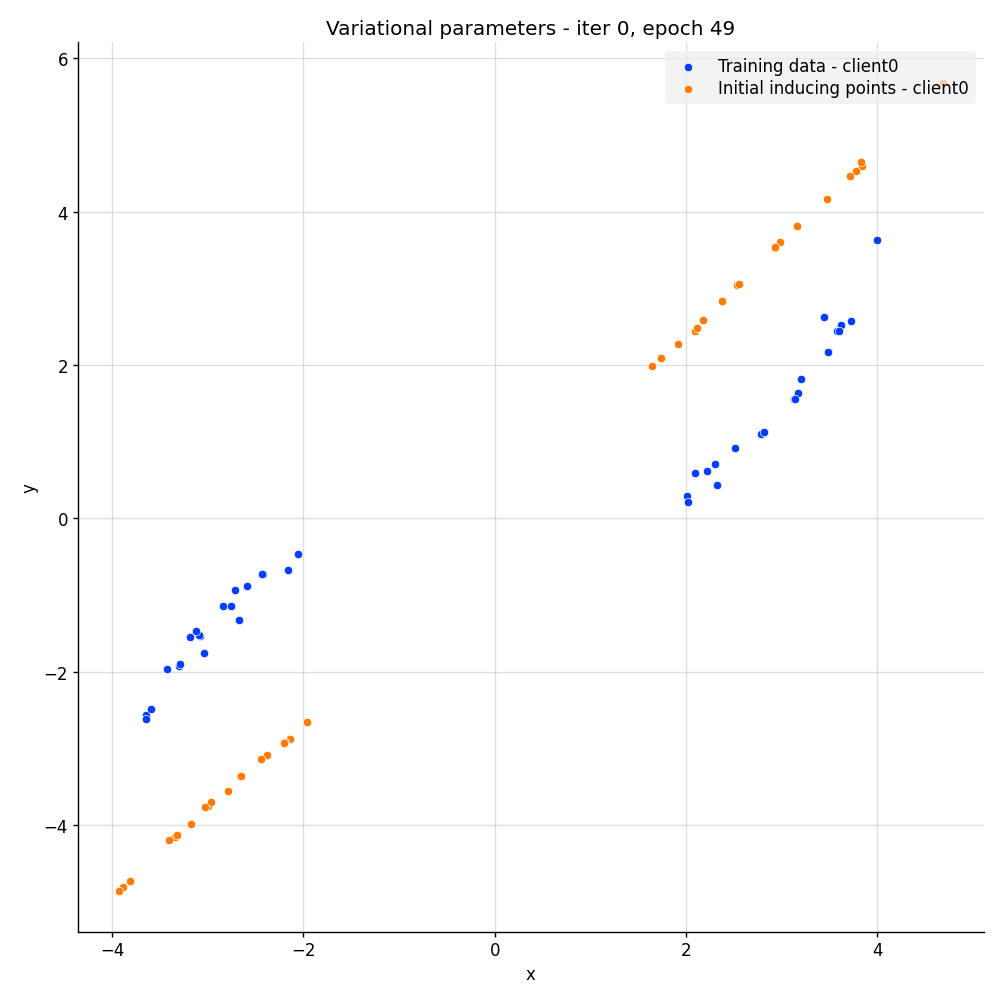 Variational parameters - iter 0, epoch 49
Training data - client0
Initial inducing points - client0
6
4
2
0
−2
−4
y
−4
−2
0
2
4
x